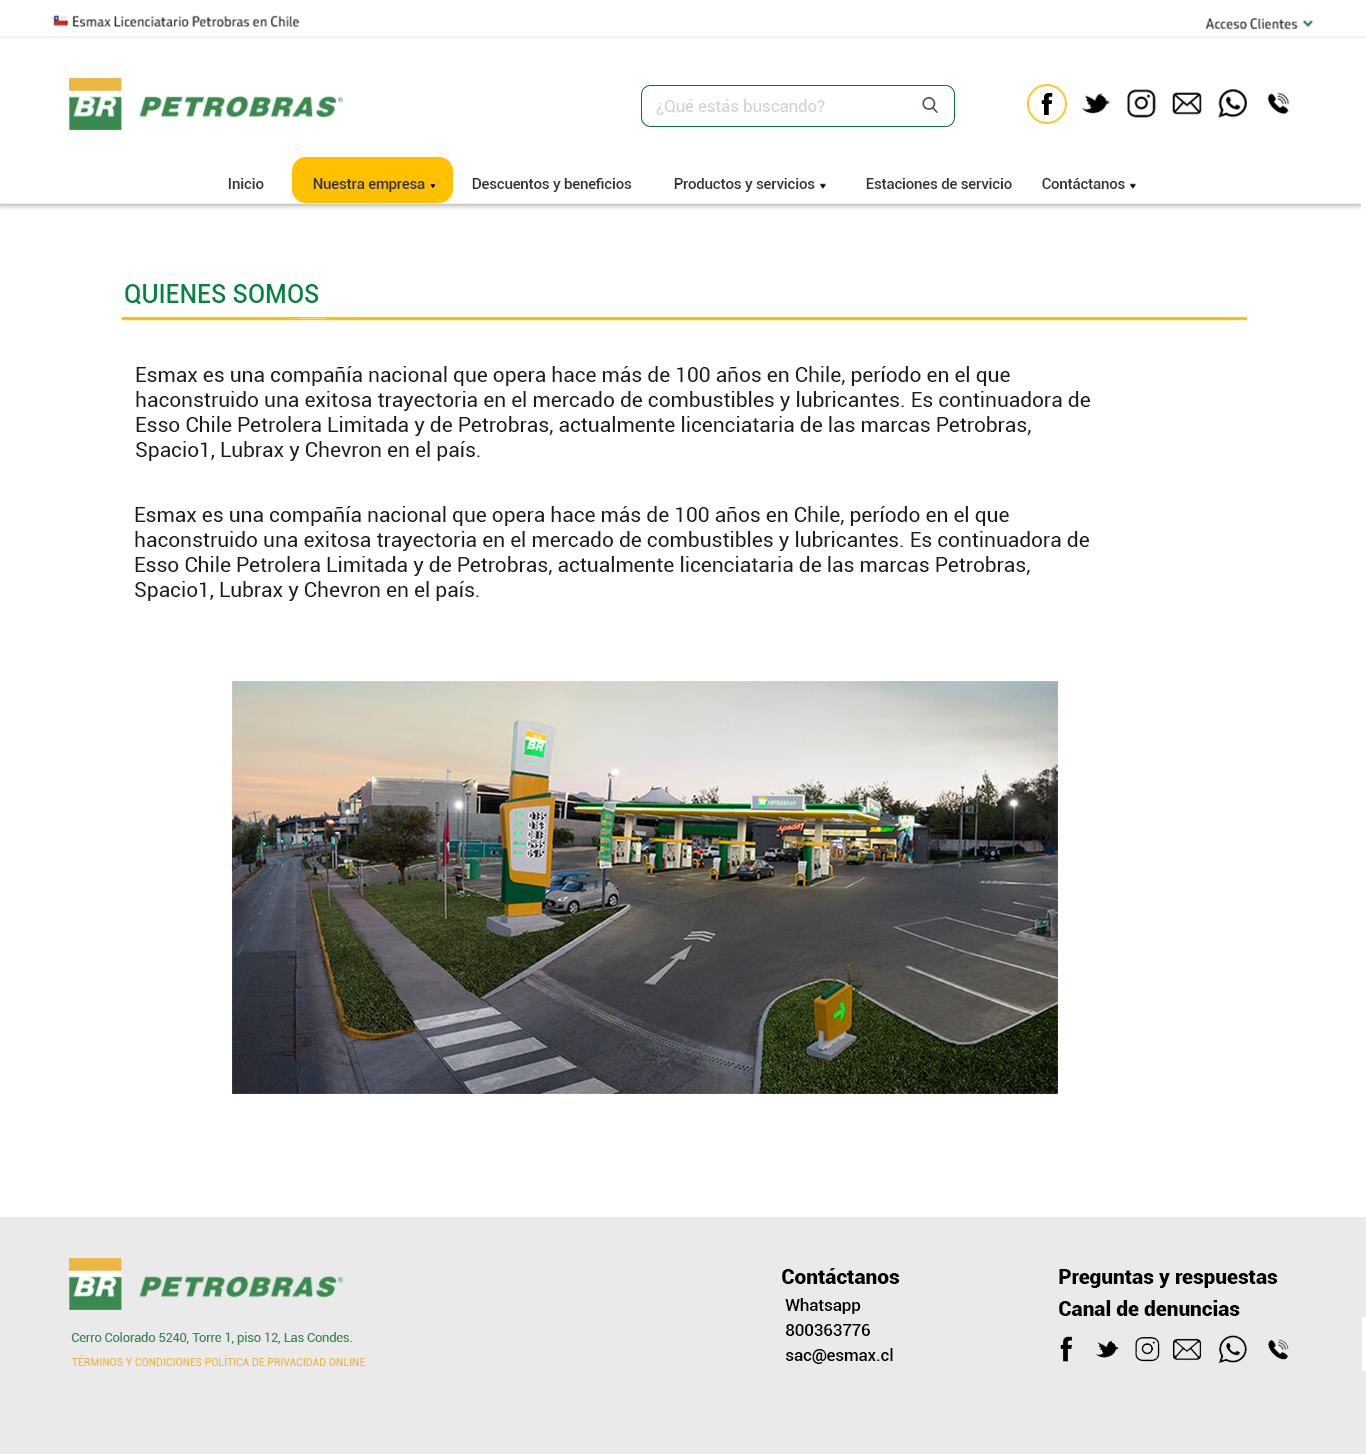 Esmax Licenciatario Petrobras en Chile
Acceso Clientes
BR PETROBRAS®
¿Qué estás buscando?
Inicio
Nuestra empresa
Descuentos y beneficios
Productos y servicios
Estaciones de servicio
Contáctanos
QUIENES SOMOS
Esmax es una compañía nacional que opera hace más de 100 años en Chile, período en el que
haconstruido una exitosa trayectoria en el mercado de combustibles y lubricantes. Es continuadora de
Esso Chile Petrolera Limitada y de Petrobras, actualmente licenciataria de las marcas Petrobras,
Spacio1, Lubrax y Chevron en el país.
Esmax es una compañía nacional que opera hace más de 100 años en Chile, período en el que
haconstruido una exitosa trayectoria en el mercado de combustibles y lubricantes. Es continuadora de
Esso Chile Petrolera Limitada y de Petrobras, actualmente licenciataria de las marcas Petrobras,
Spacio1, Lubrax y Chevron en el país.
BR
BR PETROBRAS
Spacio1
SUBWAY
BR PETROBRAS®
Cerro Colorado 5240, Torre 1, piso 12, Las Condes.
TÉRMINOS Y CONDICIONES POLÍTICA DE PRIVACIDAD ONLINE
Contáctanos
Whatsapp
800363776
sac@esmax.cl
Preguntas y respuestas
Canal de denuncias